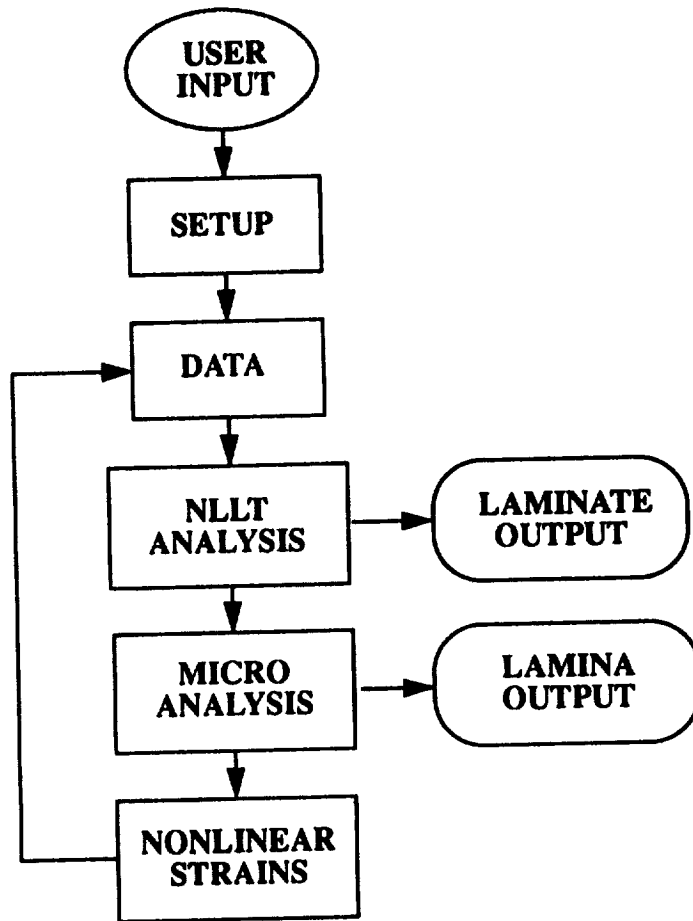 USER
INPUT
SETUP
DATA
NLLT
ANALYSIS
LAMINATE
OUTPUT
MICRO
ANALYSIS
LAMINA
OUTPUT
NONLINEAR
STRAINS